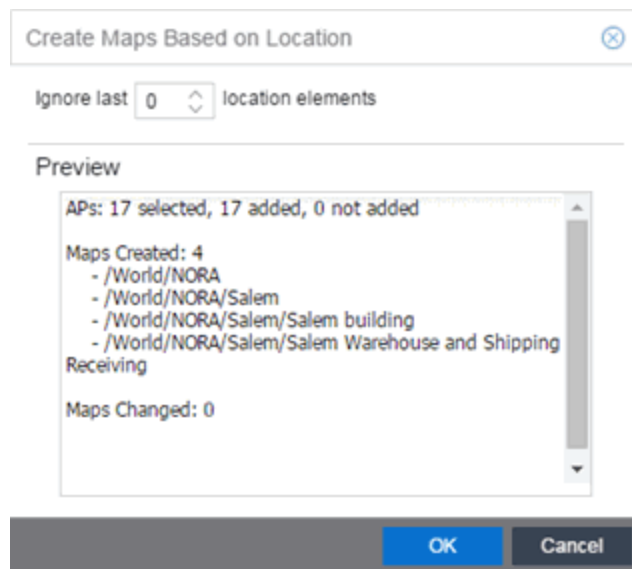 Create Maps Based on Location
Ignore last 0 location elements
Preview
APs: 17 selected, 17 added, 0 not added
Maps Created: 4
- /World/NORA
- /World/NORA/Salem
- /World/NORA/Salem/Salem building
- /World/NORA/Salem/Salem Warehouse and Shipping
Receiving
Maps Changed: 0
OK Cancel